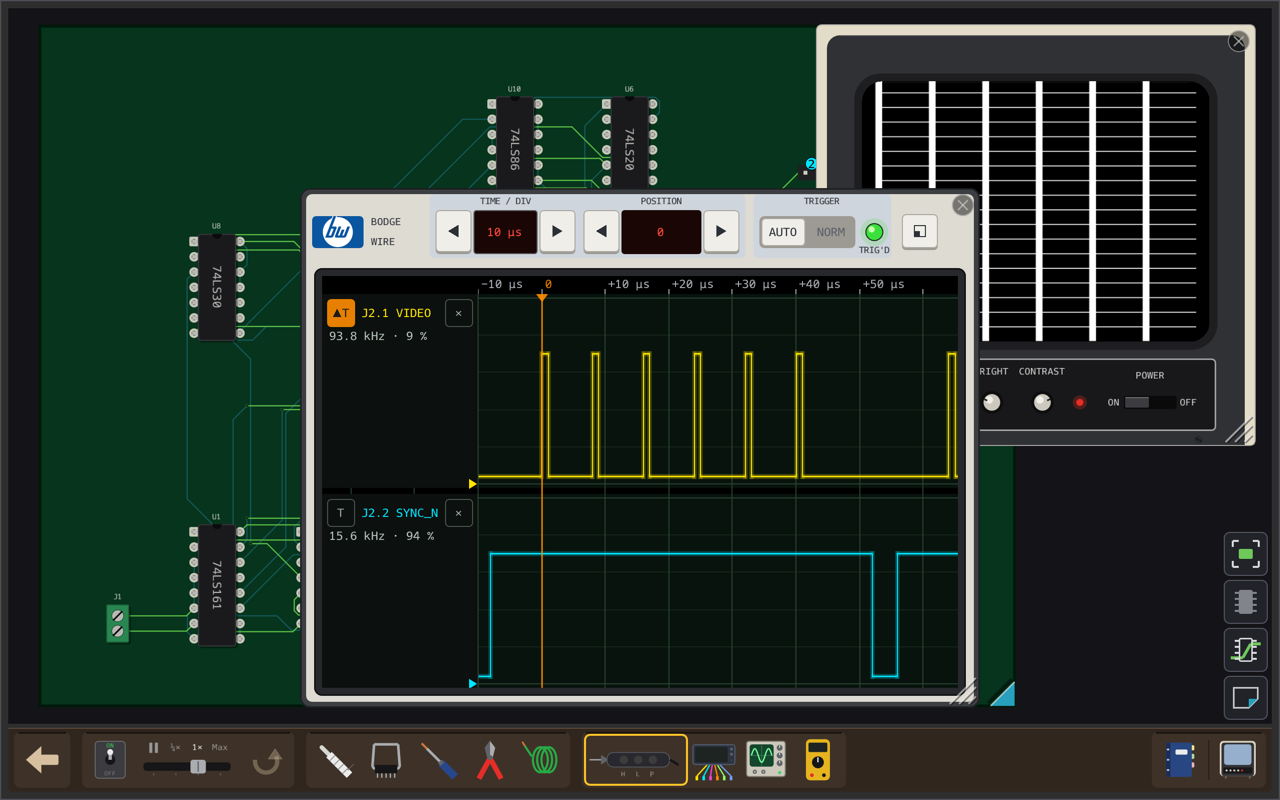 U10
U6
74LS86
74LS20
2
U8
74LS30
U1
74LS161
J1
bw
BODGE
WIRE
TIME / DIV
10 µs
POSITION
0
TRIGGER
AUTO
NORM
TRIG'D
-10 µs
0
+10 µs
+20 µs
+30 µs
+40 µs
+50 µs
T
J2.1 VIDEO
93.8 kHz · 9 %
T
J2.2 SYNC_N
15.6 kHz · 94 %
RIGHT
CONTRAST
POWER
ON
OFF
ON
OFF
½×
1×
Max
H L P